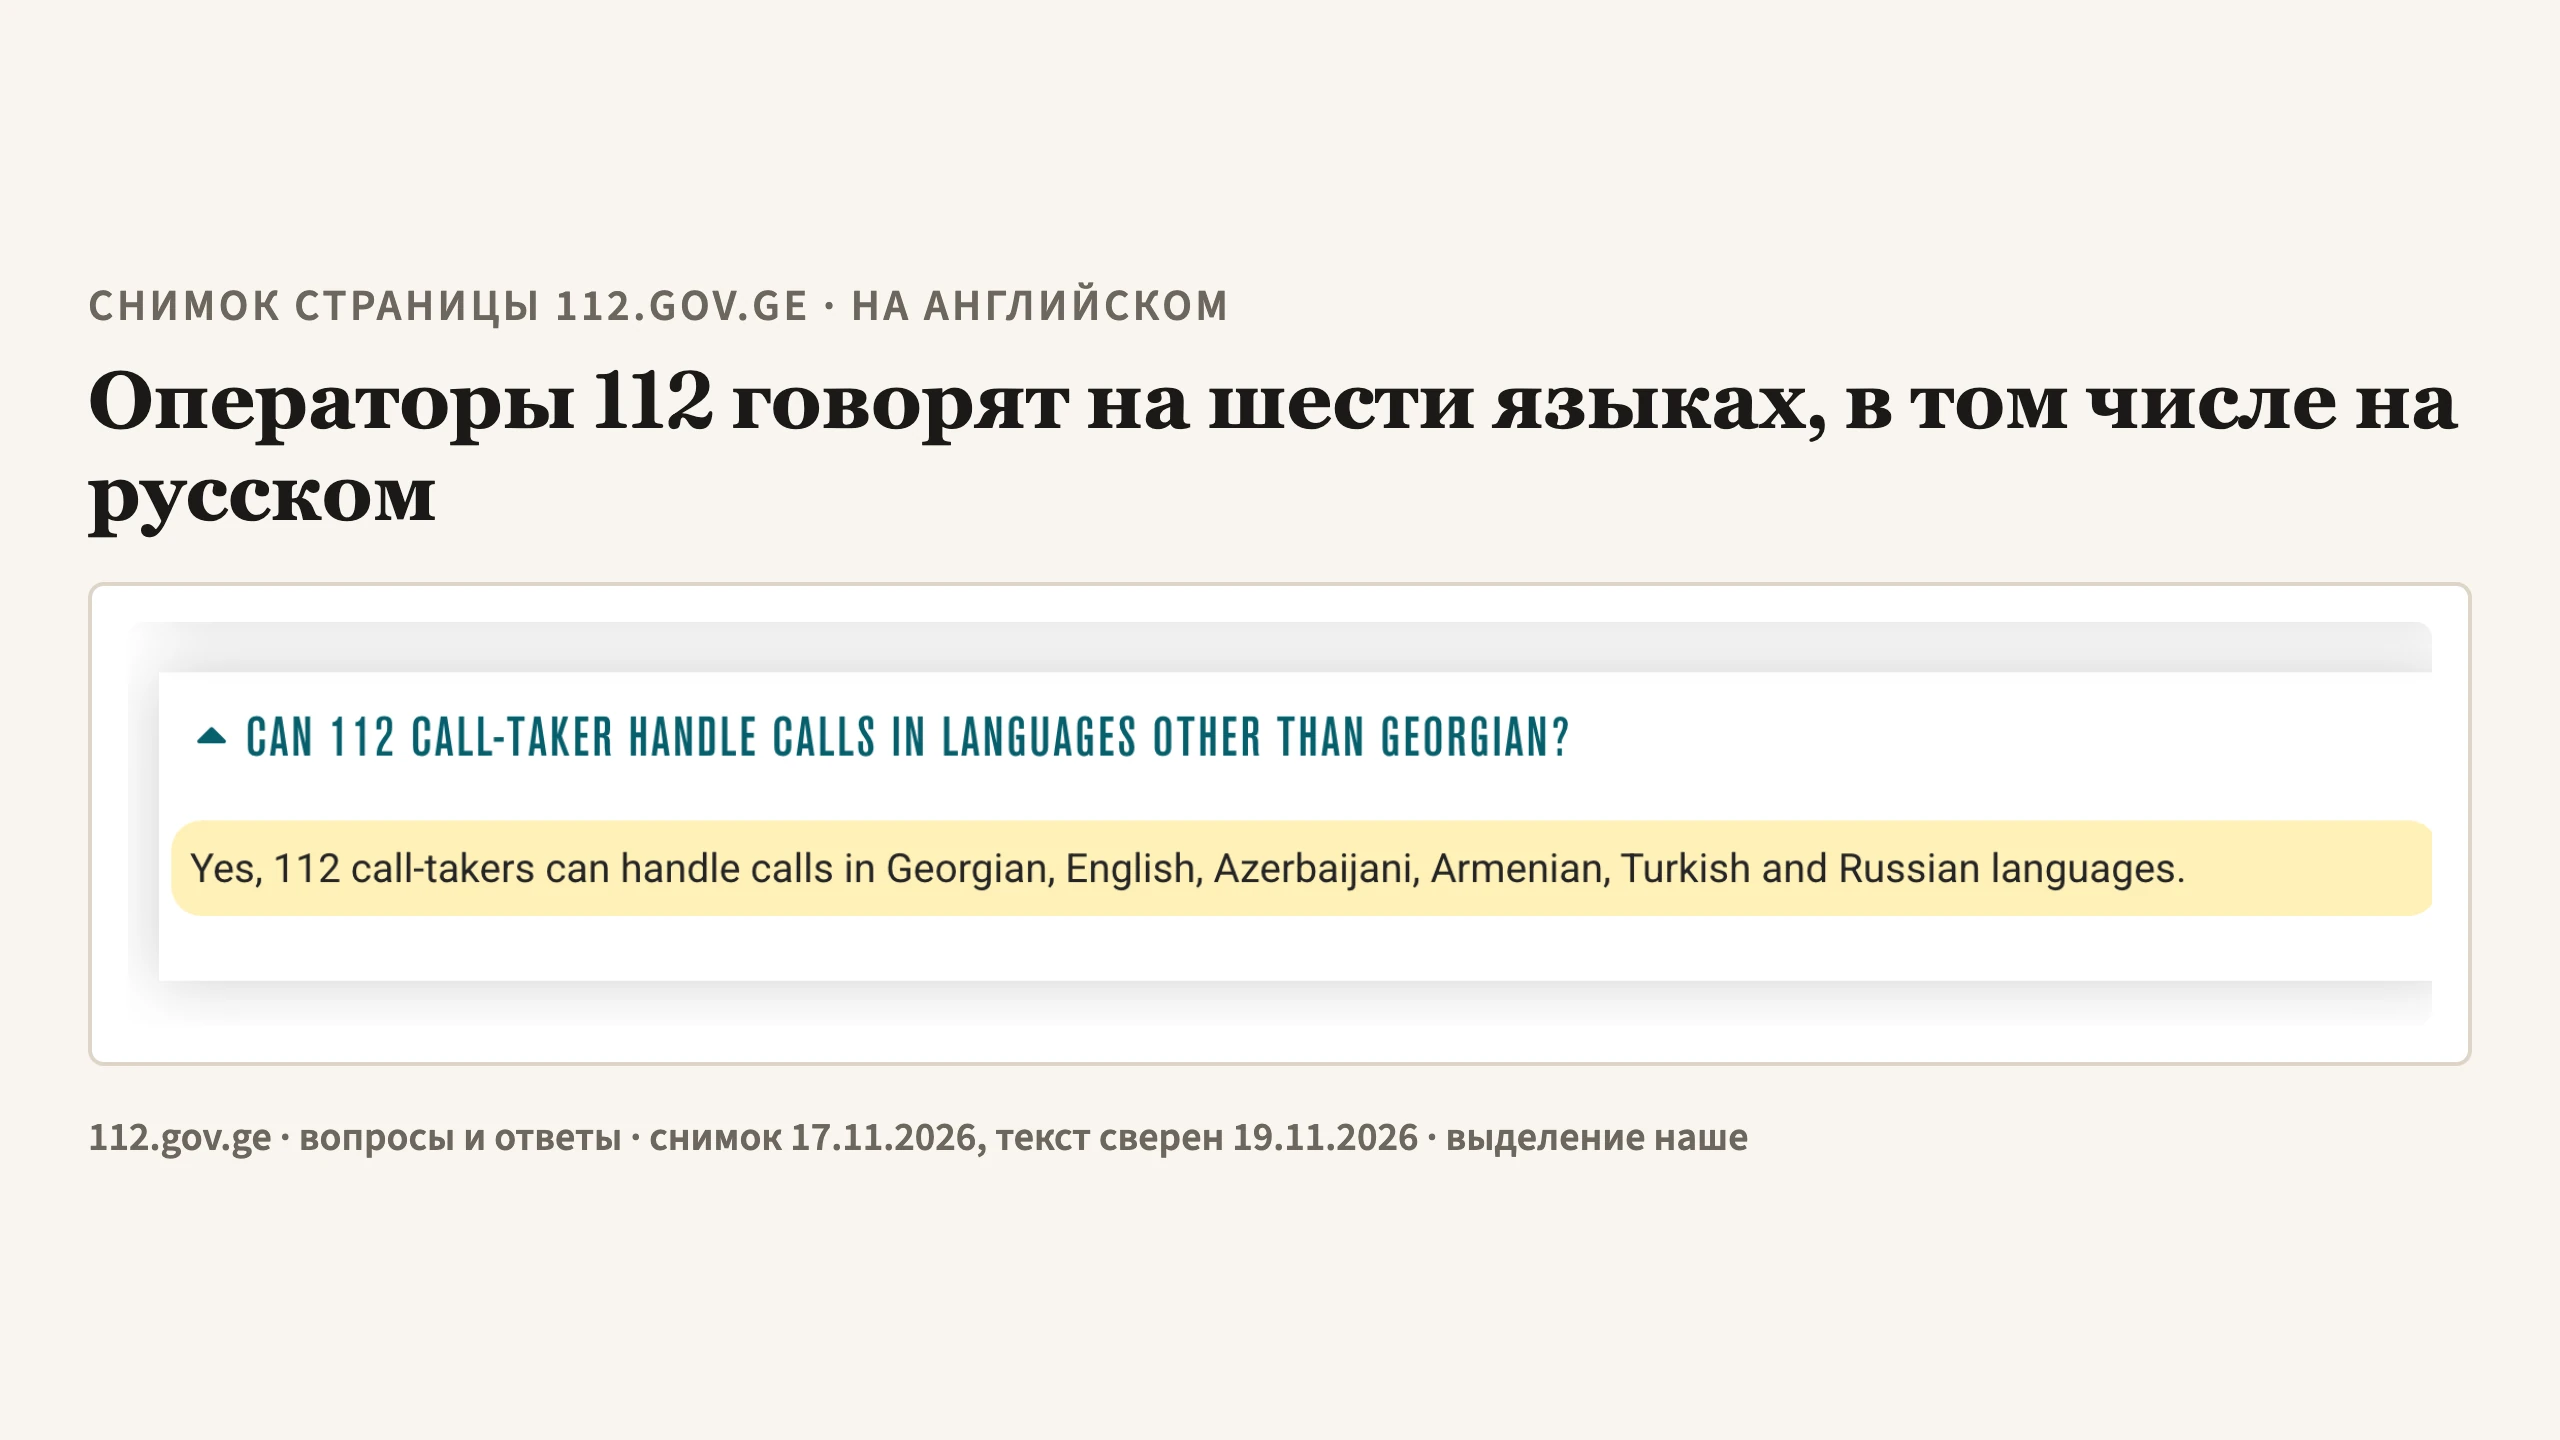 СНИМОК СТРАНИЦЫ 112.GOV.GE · НА АНГЛИЙСКОМ
Операторы 112 говорят на шести языках, в том числе на
русском
CAN 112 CALL-TAKER HANDLE CALLS IN LANGUAGES OTHER THAN GEORGIAN?
Yes, 112 call-takers can handle calls in Georgian, English, Azerbaijani, Armenian, Turkish and Russian languages.
112.gov.ge · вопросы и ответы · снимок 17.11.2026, текст сверен 19.11.2026 · выделение наше